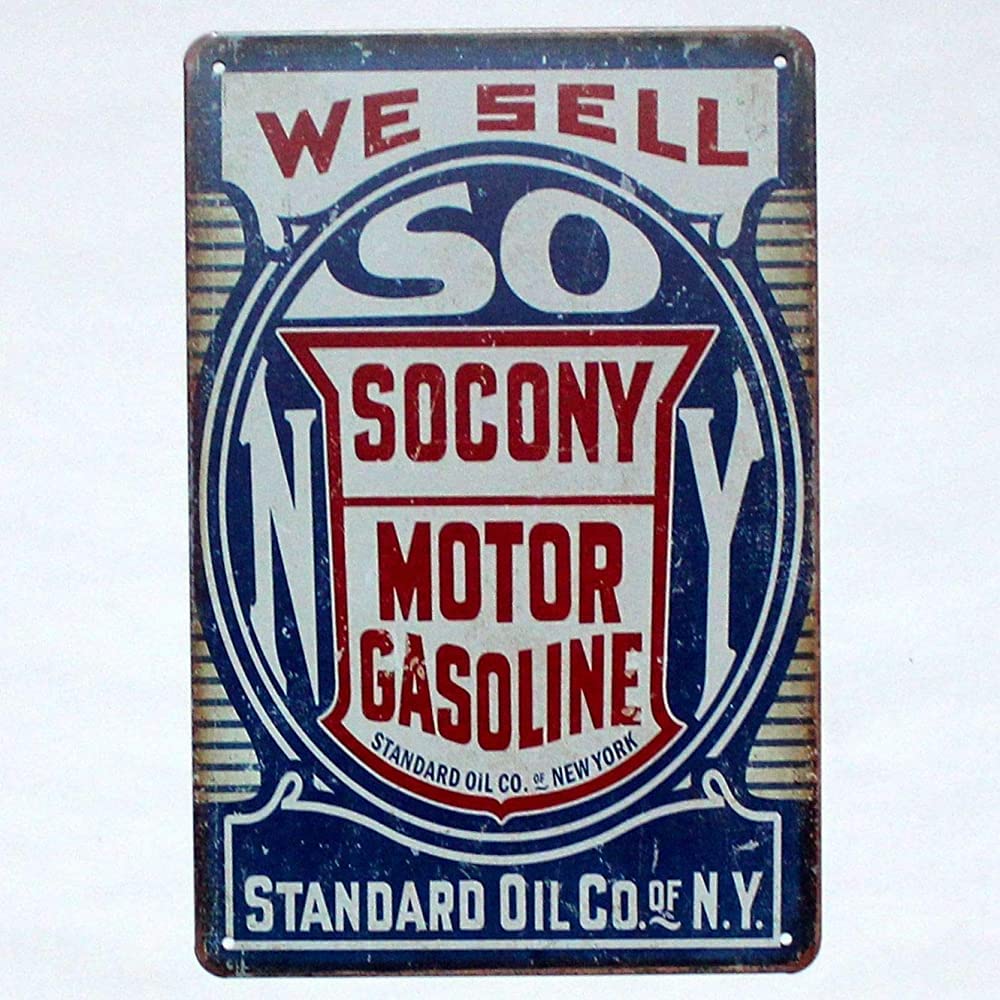 WE SELL
SO
N Y
SOCONY
MOTOR
GASOLINE
STANDARD OIL CO. OF NEW YORK
STANDARD OIL CO. OF N.Y.